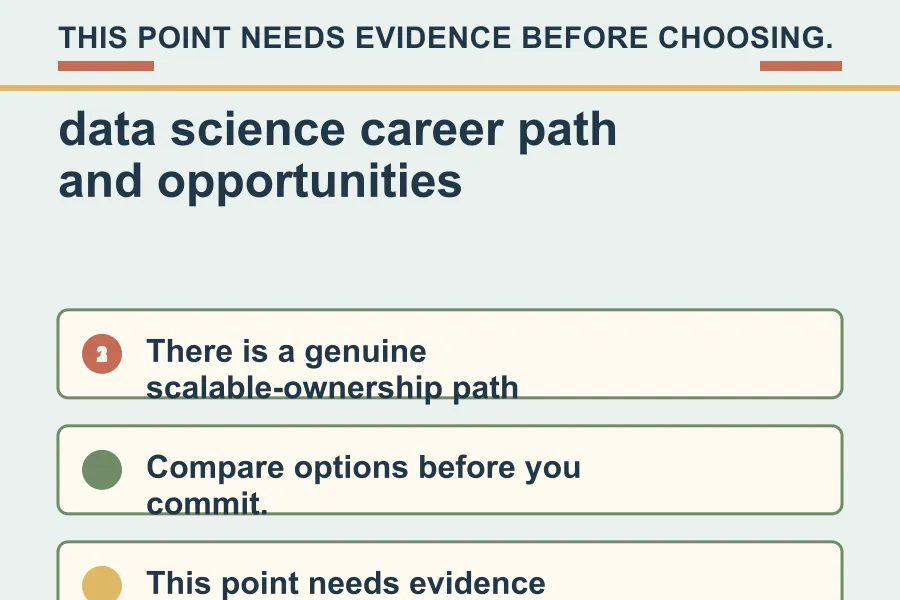 THIS POINT NEEDS EVIDENCE BEFORE CHOOSING.
data science career path
and opportunities
There is a genuine
scalable-ownership path
Compare options before you
commit.
This point needs evidence